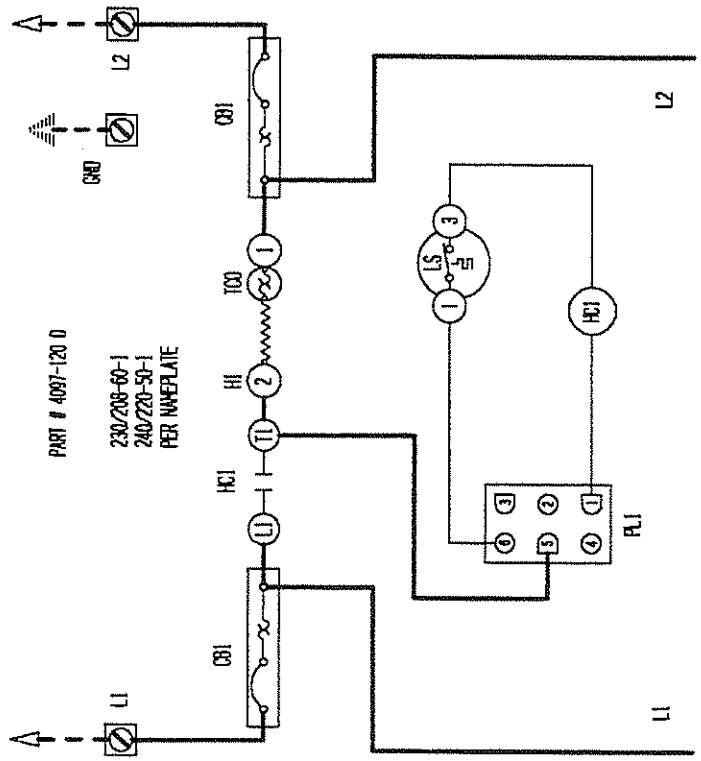 PART # 4097-120 D
230/208-60-1
240/220-50-1
PER NAMEPLATE
L1
GND
L2
CB1
L1
HC1
T1
H1
2
TCO
1
CB1
PL1
6
3
5
2
4
1
1
LS
3
HC1
L1
L2